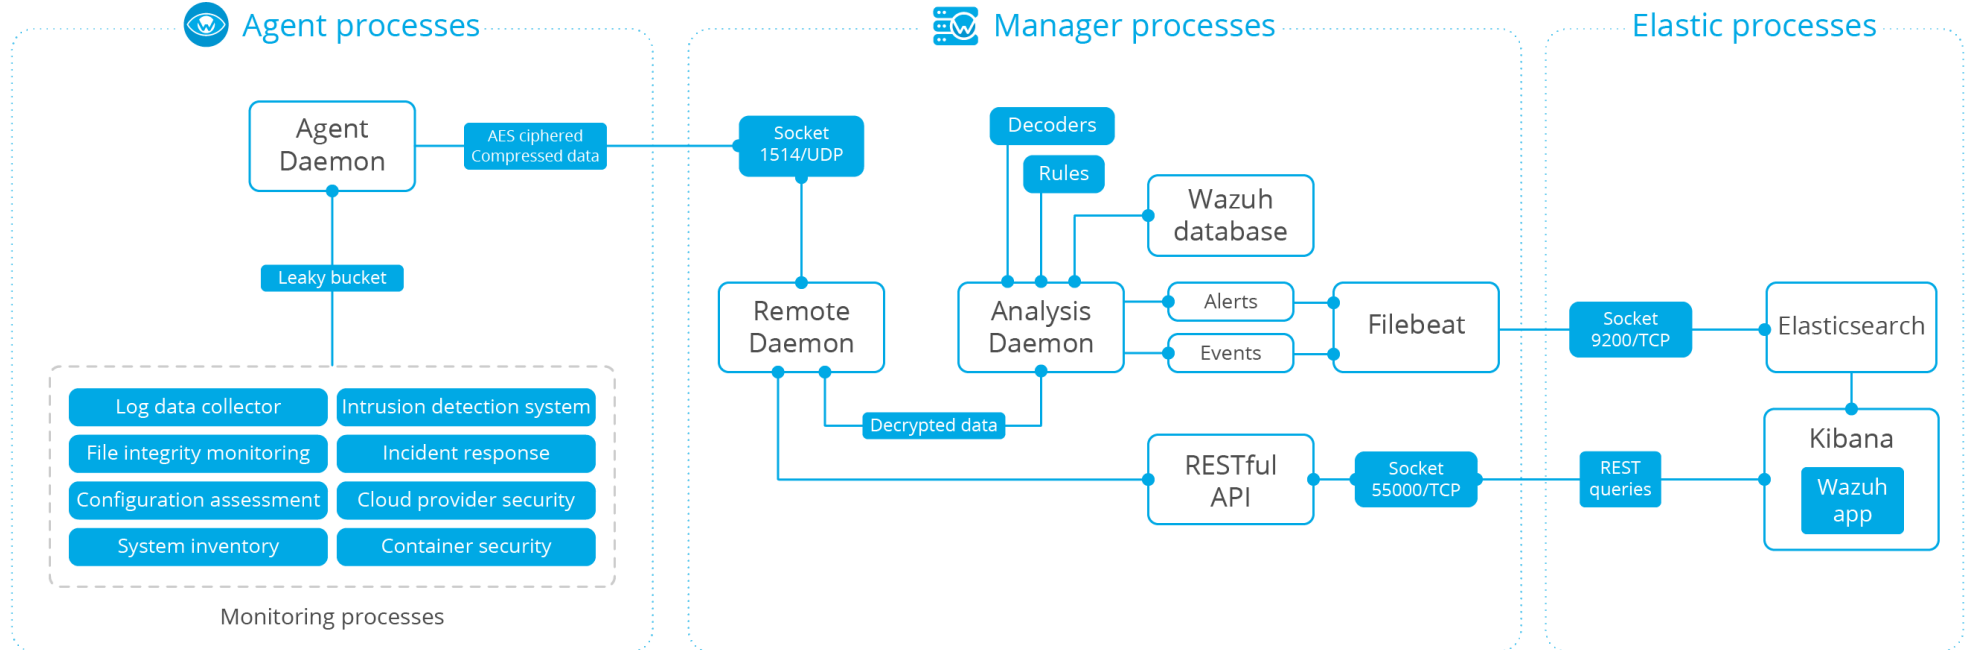 Agent processes
Manager processes
Elastic processes
Agent
Daemon
AES ciphered
Compressed data
Leaky bucket
Log data collector
Intrusion detection system
File integrity monitoring
Incident response
Configuration assessment
Cloud provider security
System inventory
Container security
Monitoring processes
Socket
1514/UDP
Decoders
Rules
Wazuh
database
Remote
Daemon
Analysis
Daemon
Alerts
Events
Filebeat
Decrypted data
RESTful
API
Socket
55000/TCP
Socket
9200/TCP
Elasticsearch
REST
queries
Kibana
Wazuh
app